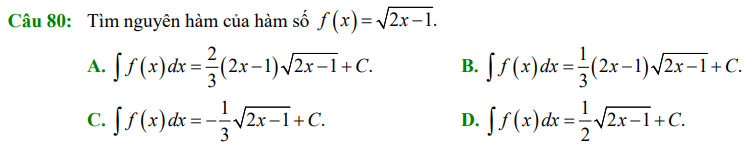 Câu 80: Tìm nguyên hàm của hàm số f(x) = √(2x−1).
A. ∫ f(x)dx = 2/3 (2x−1)√(2x−1) + C. B. ∫ f(x)dx = 1/3 (2x−1)√(2x−1) + C.
C. ∫ f(x)dx = −1/3 √(2x−1) + C. D. ∫ f(x)dx = 1/2 √(2x−1) + C.